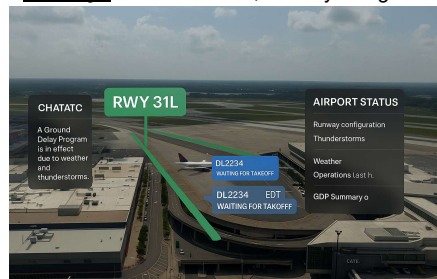 CHATATC
A Ground
Delay Program
is in effect
due to weather
and
thunderstorms.
RWY 31L
DL2234
WAITING FOR TAKEOFF
DL2234 EDT
WAITING FOR TAKOFFF
AIRPORT STATUS
Runway configuration
Thunderstorms
Weather
Operations Last h.
GDP Summary o